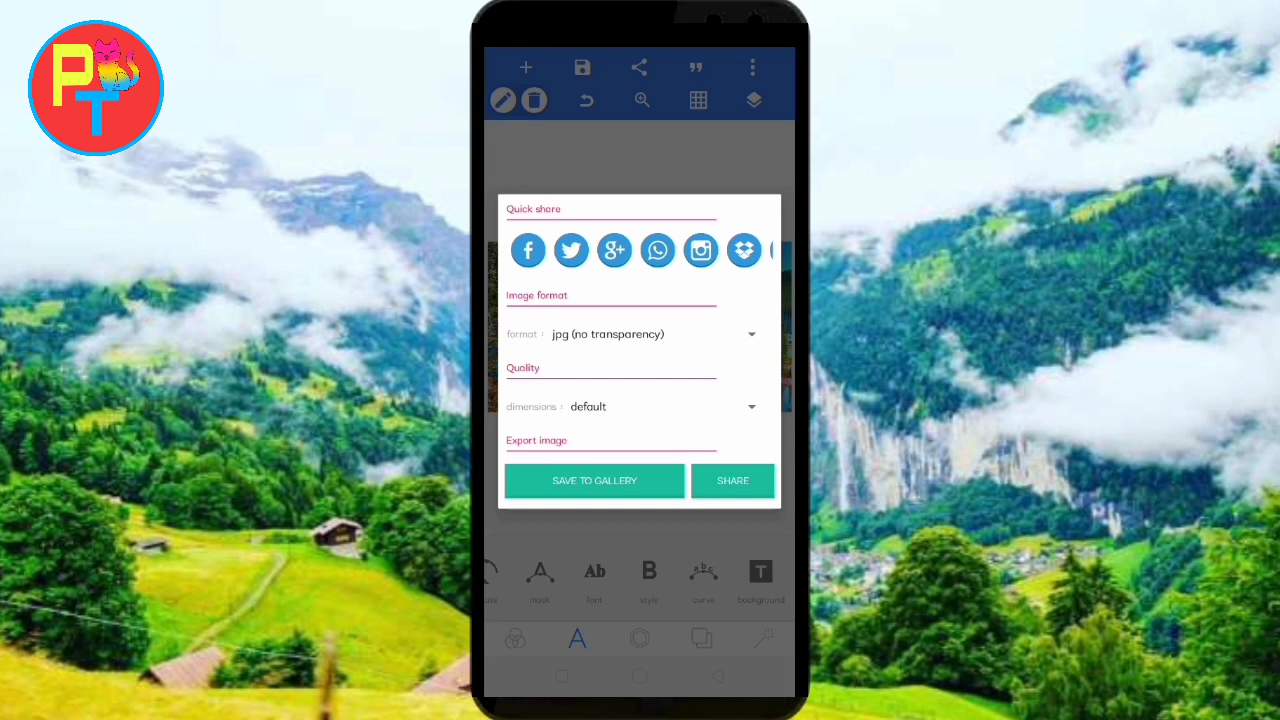 PT
Quick share
Image format
format : jpg (no transparency)
Quality
dimensions : default
Export image
SAVE TO GALLERY SHARE
ase mask font style curve background